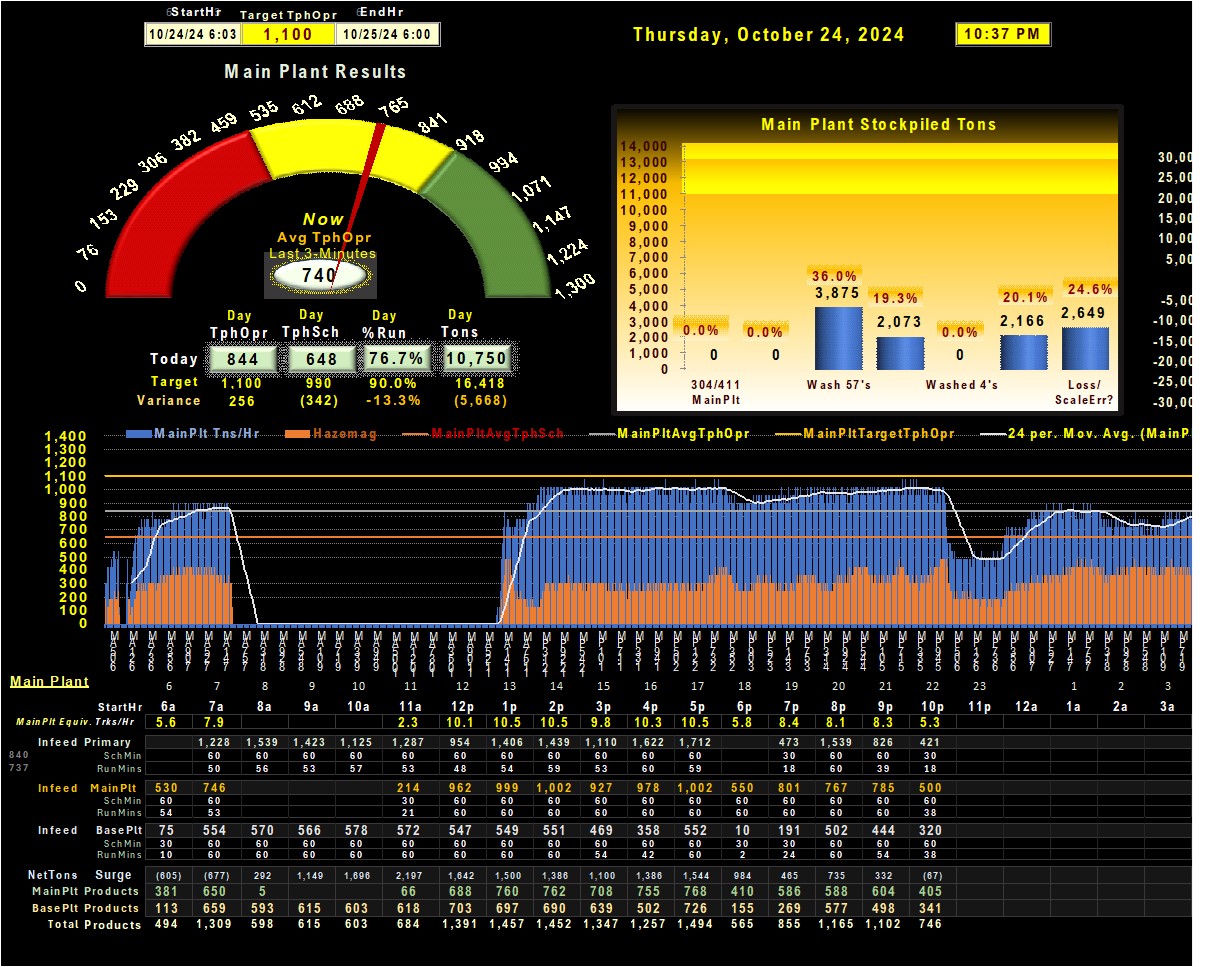 StartHr Target TphOpr EndHr
10/24/24 6:03 1,100 10/25/24 6:00
Thursday, October 24, 2024 10:37 PM
Main Plant Results
0 76 153 229 306 382 459 535 612 688 765 841 918 994 1,071 1,147 1,224 1,300
Now
Avg TphOpr
Last 3-Minutes
740
Day Day Day Day
TphOpr TphSch %Run Tons
Today 844 648 76.7% 10,750
Target 1,100 990 90.0% 16,418
Variance 256 (342) -13.3% (5,668)
Main Plant Stockpiled Tons
14,000
13,000
12,000
11,000
10,000
9,000
8,000
7,000
6,000
5,000
4,000
3,000
2,000
1,000
0
0.0% 0.0% 36.0% 19.3% 0.0% 20.1% 24.6%
0 0 3,875 2,073 0 2,166 2,649
304/411 Wash 57's Washed 4's Loss/
MainPlt ScaleErr?
30,00
25,00
20,00
15,00
10,00
5,00
-5,00
-10,00
-15,00
-20,00
-25,00
-30,00
MainPlt Tns/Hr Hazemag MainPltAvgTphSch MainPltAvgTphOpr MainPltTargetTphOpr 24 per. Mov. Avg. (MainP
1,400
1,300
1,200
1,100
1,000
900
800
700
600
500
400
300
200
100
0
Main Plant
6 7 8 9 10 11 12 13 14 15 16 17 18 19 20 21 22 23 1 2 3
StartHr 6a 7a 8a 9a 10a 11a 12p 1p 2p 3p 4p 5p 6p 7p 8p 9p 10p 11p 12a 1a 2a 3a
MainPlt Equiv. Trks/Hr 5.6 7.9 2.3 10.1 10.5 10.5 9.8 10.3 10.5 5.8 8.4 8.1 8.3 5.3
Infeed Primary 1,228 1,539 1,423 1,125 1,287 954 1,406 1,439 1,110 1,622 1,712 473 1,539 826 421
840 SchMin 60 60 60 60 60 60 60 60 60 60 60 30 60 60 30
737 RunMins 50 56 53 57 53 48 54 59 53 60 59 18 60 39 18
Infeed MainPlt 530 746 214 962 999 1,002 927 978 1,002 550 801 767 785 500
SchMin 60 60 30 60 60 60 60 60 60 60 60 60 60 60
RunMins 54 53 21 60 60 60 60 60 60 60 60 60 60 38
Infeed BasePlt 75 554 570 566 578 572 547 549 551 469 358 552 10 191 502 444 320
SchMin 30 60 60 60 60 60 60 60 60 60 60 60 30 30 60 60 60
RunMins 10 60 60 60 60 60 60 60 60 54 42 60 2 24 60 54 38
NetTons Surge (605) (677) 292 1,149 1,696 2,197 1,642 1,500 1,386 1,100 1,386 1,544 984 465 735 332 (67)
MainPlt Products 381 650 5 66 688 760 762 708 755 768 410 586 588 604 405
BasePlt Products 113 659 593 615 603 618 703 697 690 639 502 726 155 269 577 498 341
Total Products 494 1,309 598 615 603 684 1,391 1,457 1,452 1,347 1,257 1,494 565 855 1,165 1,102 746